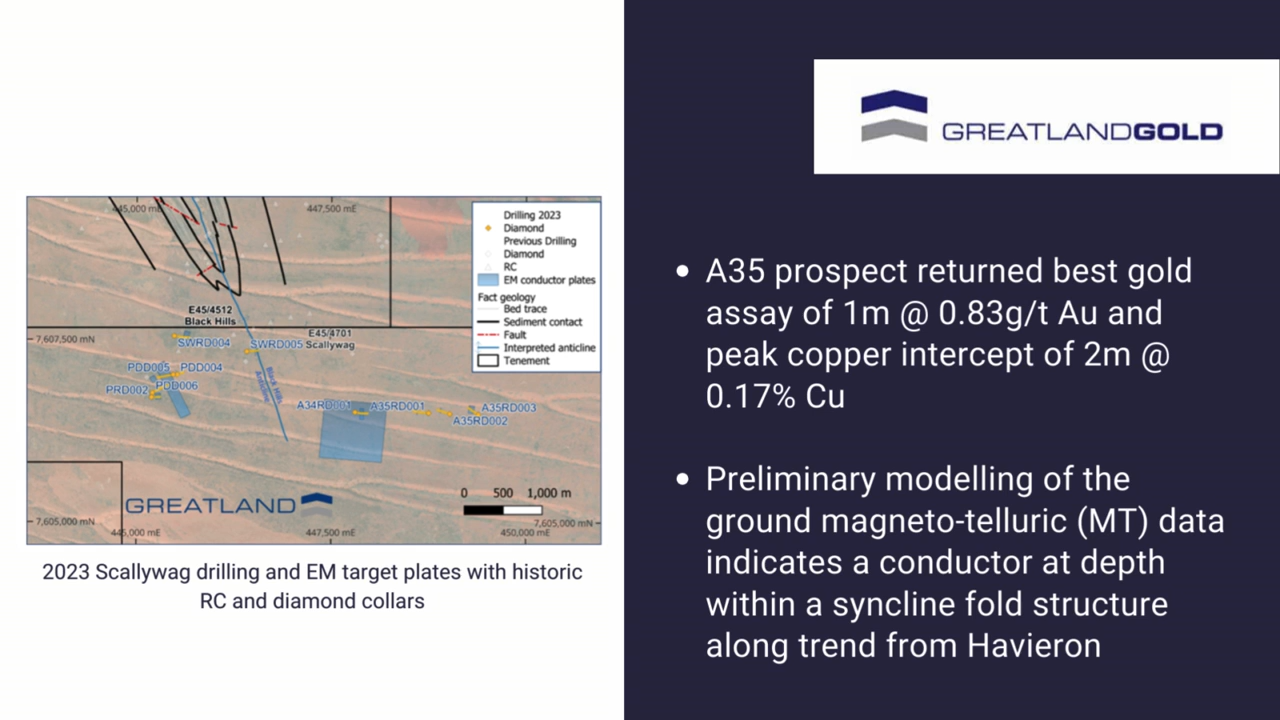 GREATLANDGOLD
445,000 mE
447,500 mE
Drilling 2023
Diamond
Previous Drilling
Diamond
RC
EM conductor plates
Fact geology
Bed trace
Sediment contact
Fault
Interpreted anticline
Tenement
E45/4512
Black Hills
E45/4701
Scallywag
7,607,500 mN
SWRD004
SWRD005
PDD005
PDD004
PRD002
PDD006
Black Hills
Anticline
A34RD001
A35RD001
A35RD003
A35RD002
GREATLAND
0 500 1,000 m
7,605,000 mN
7,605,000 mN
445,000 mE
447,500 mE
450,000 mE
2023 Scallywag drilling and EM target plates with historic
RC and diamond collars
• A35 prospect returned best gold
assay of 1m @ 0.83g/t Au and
peak copper intercept of 2m @
0.17% Cu
• Preliminary modelling of the
ground magneto-telluric (MT) data
indicates a conductor at depth
within a syncline fold structure
along trend from Havieron